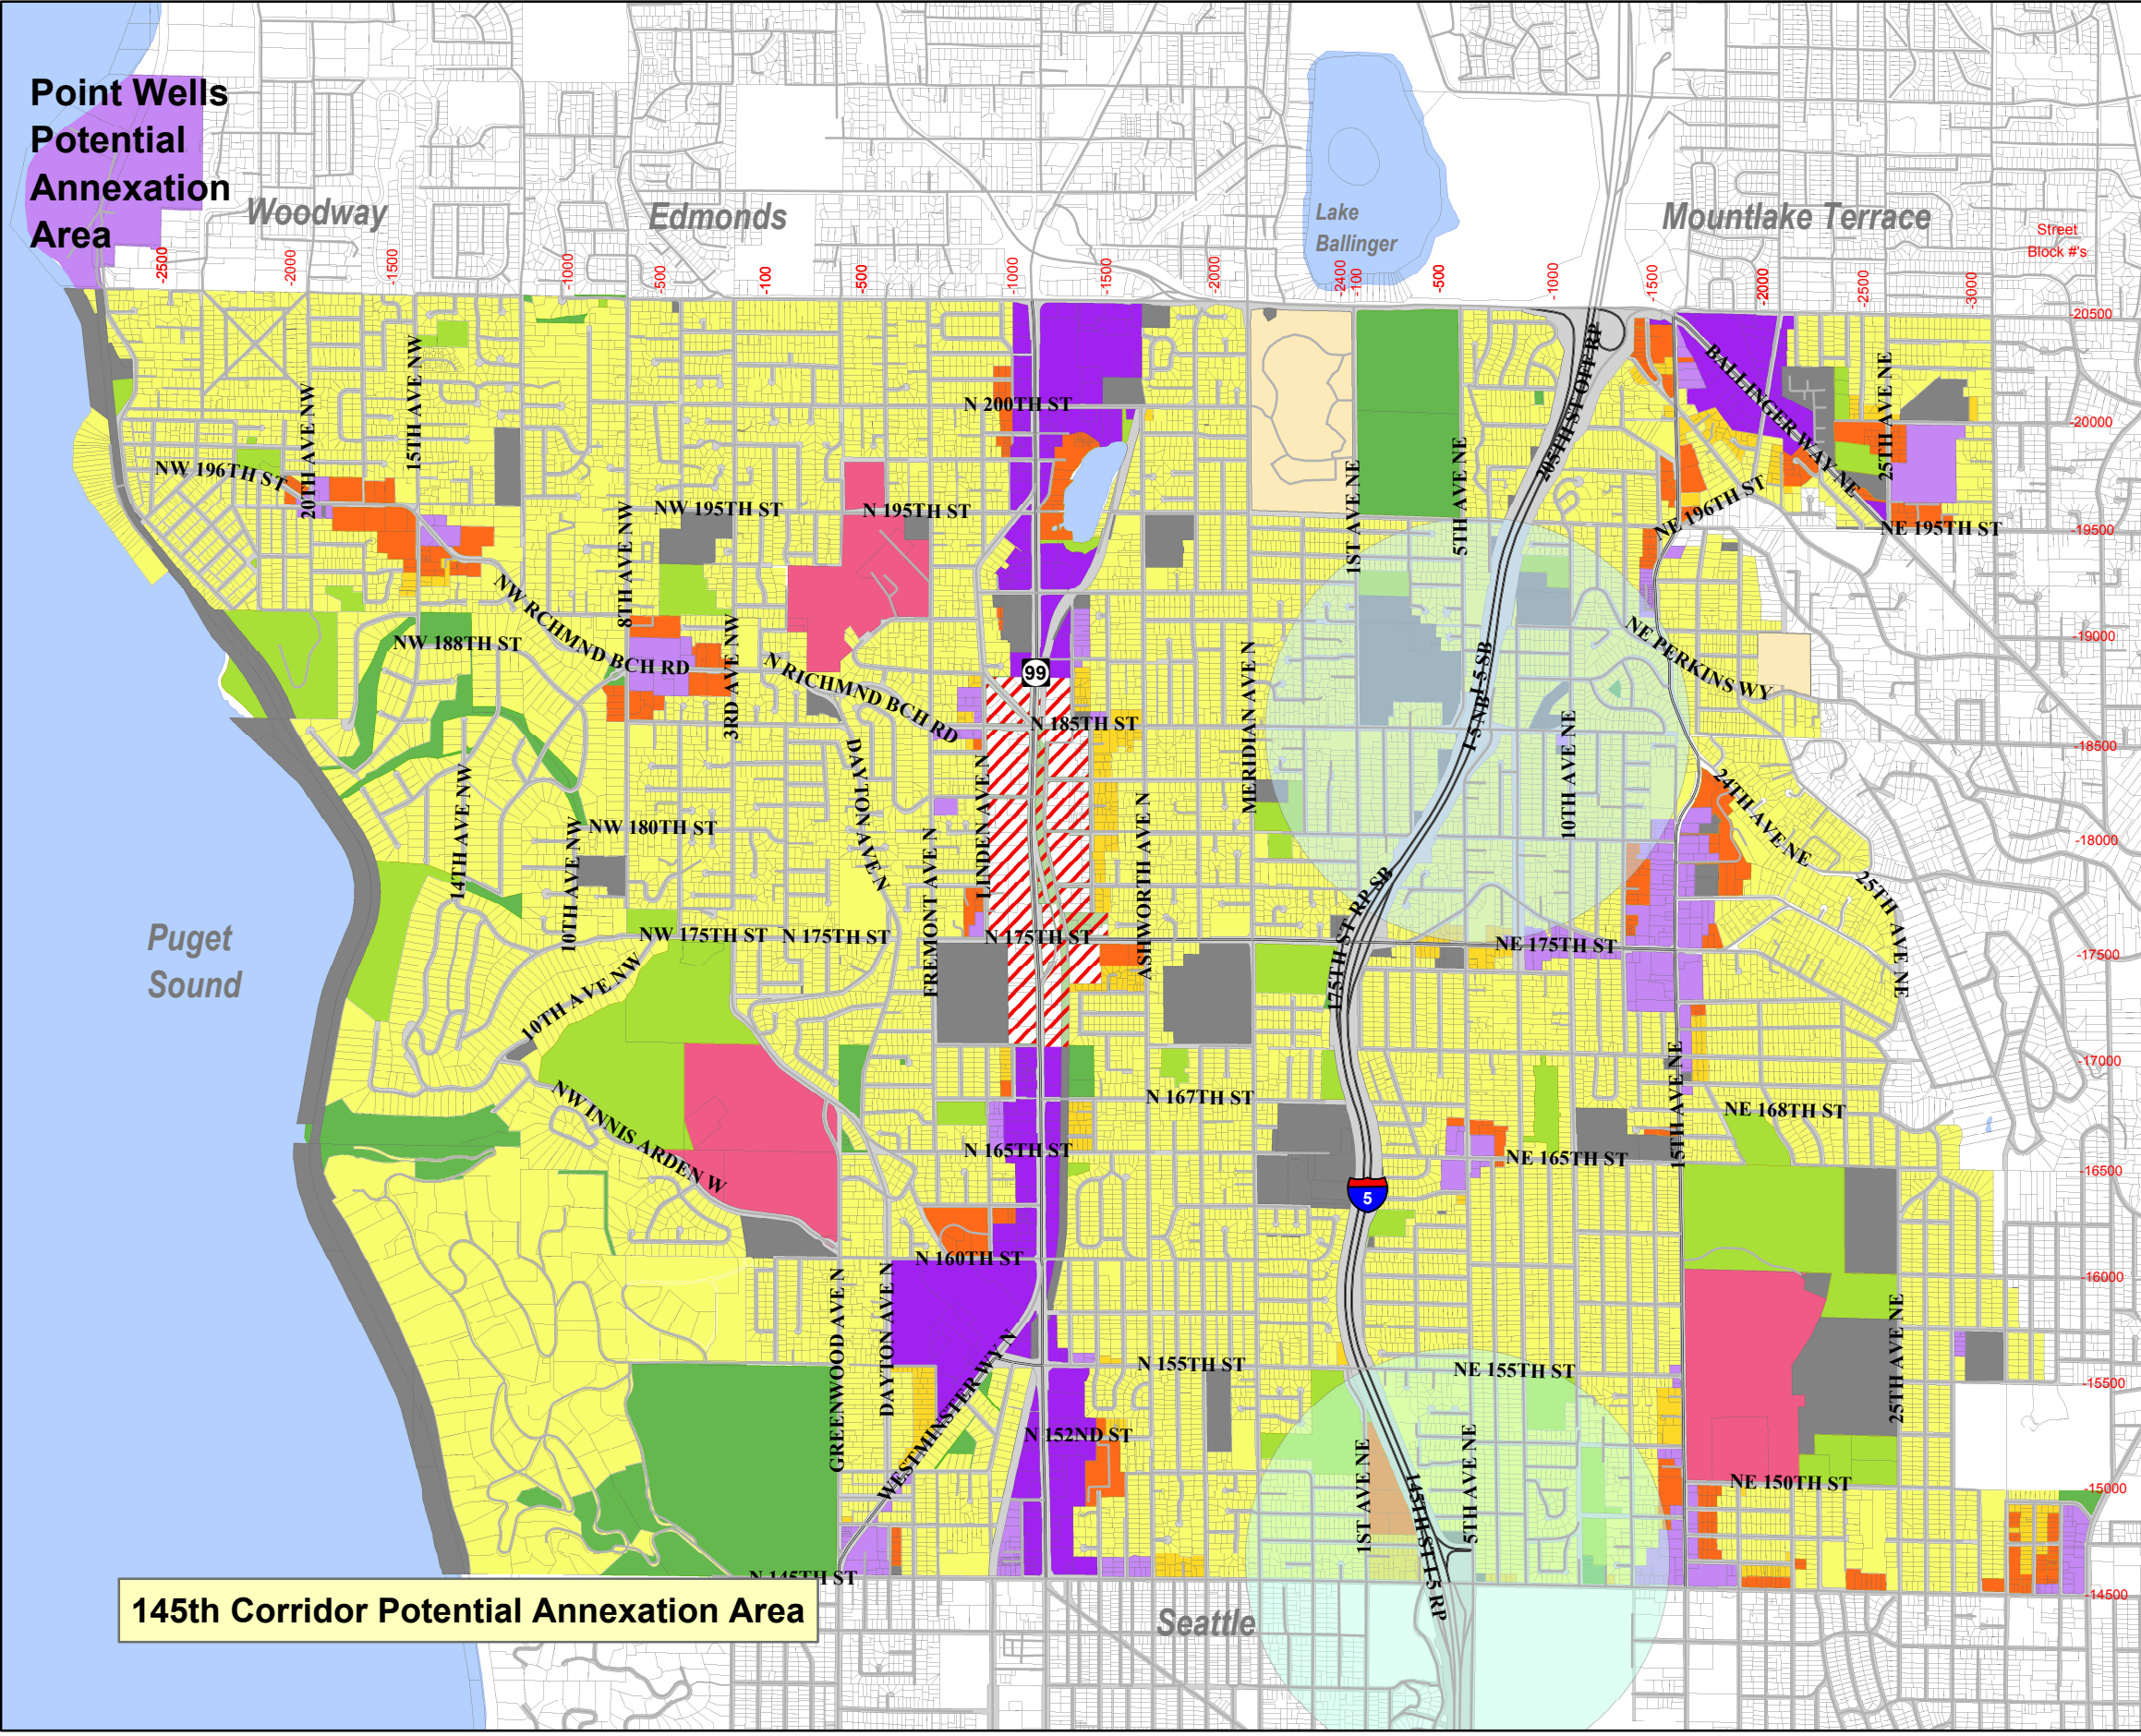 Point Wells
Potential
Annexation
Area
Woodway
Edmonds
Lake
Ballinger
Mountlake Terrace
Street
Block #'s
-2500
-2000
-1500
-1000
-500
-100
-500
-1000
-1500
-2000
-2400
-100
-500
-1000
-1500
-2000
-2500
-3000
-20500
-20000
-19500
-19000
-18500
-18000
-17500
-17000
-16500
-16000
-15500
-15000
-14500
205TH ST OFF RP
BALLINGER WAY NE
25TH AVE NE
N 200TH ST
15TH AVE NW
20TH AVE NW
NW 196TH ST
NW 195TH ST
N 195TH ST
8TH AVE NW
1ST AVE NE
5TH AVE NE
NE 196TH ST
NE 195TH ST
NW RCHMND BCH RD
NW 188TH ST
3RD AVE NW
N RICHMND BCH RD
99
N 185TH ST
MERIDIAN AVE N
I-5 SB
I-5 NB
NE PERKINS WY
10TH AVE NE
24TH AVE NE
25TH AVE NE
14TH AVE NW
10TH AVE NW
NW 180TH ST
DAYTON AVE N
FREMONT AVE N
LINDEN AVE N
ASHWORTH AVE N
175TH ST RP SB
Puget
Sound
NW 175TH ST
N 175TH ST
N 175TH ST
NE 175TH ST
10TH AVE NW
NW INNIS ARDEN W
N 167TH ST
15TH AVE NE
NE 168TH ST
N 165TH ST
NE 165TH ST
5
N 160TH ST
GREENWOOD AVE N
DAYTON AVE N
WESTMINSTER WY N
N 155TH ST
NE 155TH ST
25TH AVE NE
N 152ND ST
1ST AVE NE
145TH ST I-5 RP
5TH AVE NE
NE 150TH ST
N 145TH ST
145th Corridor Potential Annexation Area
Seattle